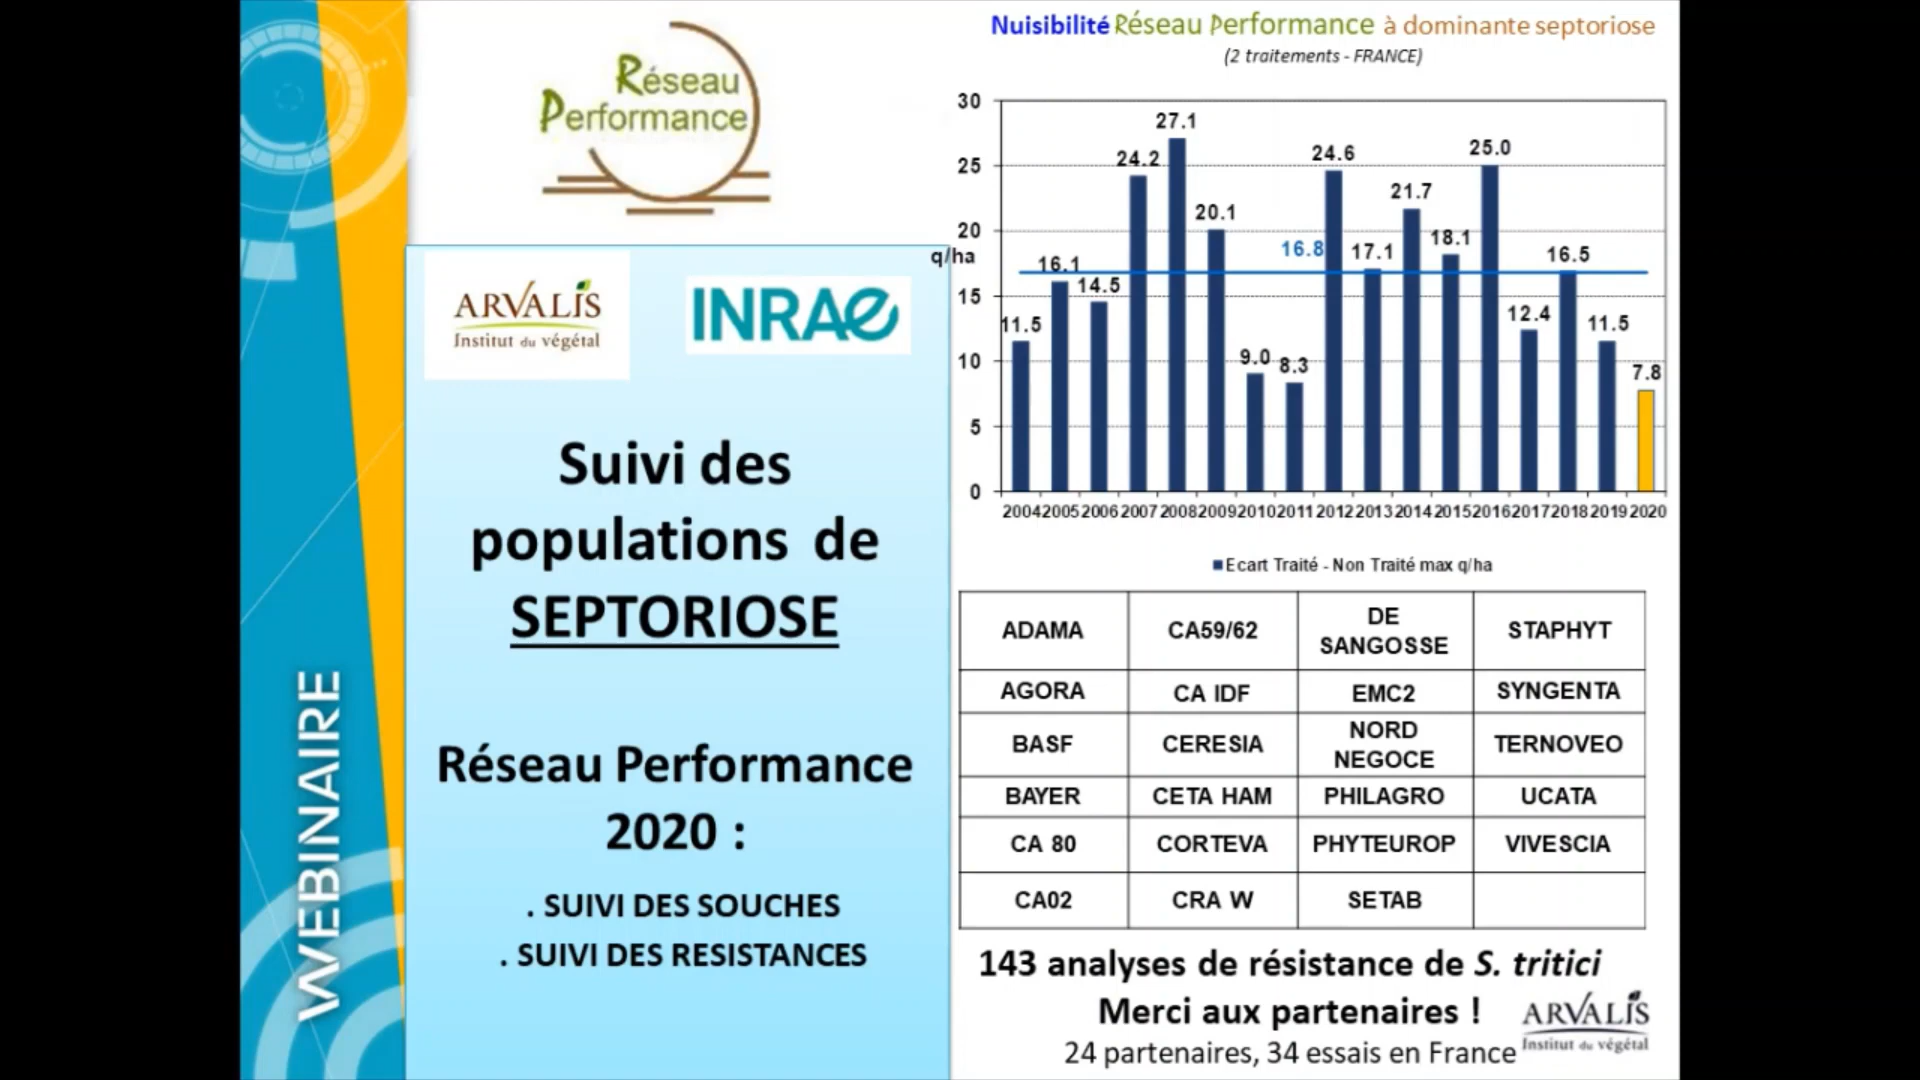 Réseau
Performance
ARVALIS
Institut du végétal
INRAE
Suivi des
populations de
SEPTORIOSE
Réseau Performance
2020 :
. SUIVI DES SOUCHES
. SUIVI DES RESISTANCES
WEBINAIRE
Nuisibilité Réseau Performance à dominante septoriose
(2 traitements - FRANCE)
q/ha
30
25
20
15
10
5
0
11.5
16.1
14.5
24.2
27.1
20.1
9.0
8.3
16.8
24.6
17.1
21.7
18.1
25.0
12.4
16.5
11.5
7.8
2004 2005 2006 2007 2008 2009 2010 2011 2012 2013 2014 2015 2016 2017 2018 2019 2020
Ecart Traité - Non Traité max q/ha
ADAMA CA59/62 DE SANGOSSE STAPHYT
AGORA CA IDF EMC2 SYNGENTA
BASF CERESIA NORD NEGOCE TERNOVEO
BAYER CETA HAM PHILAGRO UCATA
CA 80 CORTEVA PHYTEUROP VIVESCIA
CA02 CRA W SETAB
143 analyses de résistance de S. tritici
Merci aux partenaires !
24 partenaires, 34 essais en France
ARVALIS
Institut du végétal